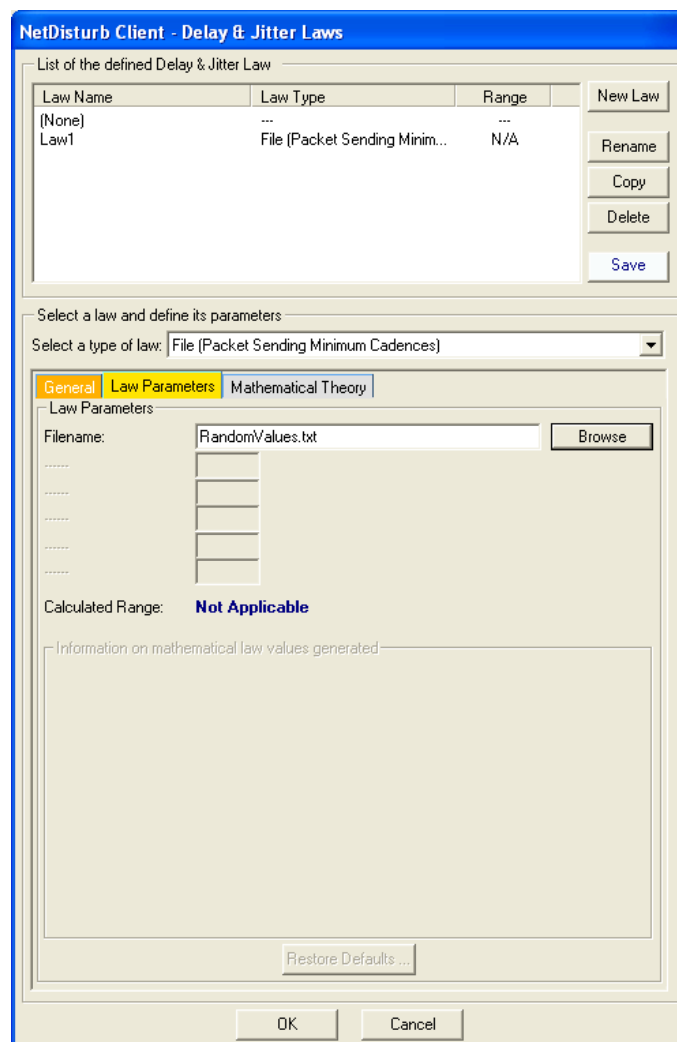 NetDisturb Client - Delay & Jitter Laws
List of the defined Delay & Jitter Law
Law Name Law Type Range
(None) --- ---
Law1 File (Packet Sending Minim... N/A
New Law
Rename
Copy
Delete
Save
Select a law and define its parameters
Select a type of law: File (Packet Sending Minimum Cadences)
General Law Parameters Mathematical Theory
Law Parameters
Filename: RandomValues.txt Browse
------
------
------
------
------
Calculated Range: Not Applicable
Information on mathematical law values generated
Restore Defaults ...
OK Cancel